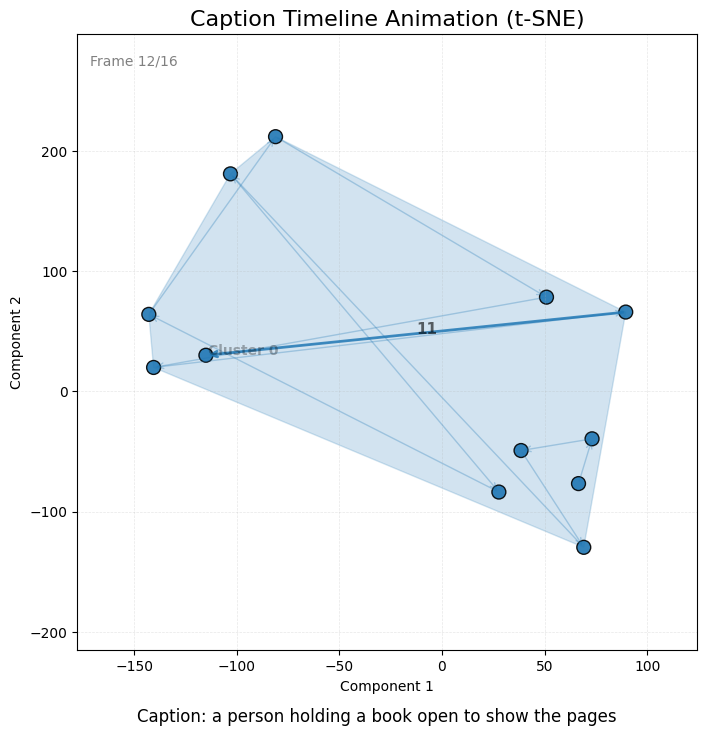 Caption Timeline Animation (t-SNE)
Frame 12/16
Component 2
200
100
0
−100
−200
11
Cluster 0
−150
−100
−50
0
50
100
Component 1
Caption: a person holding a book open to show the pages